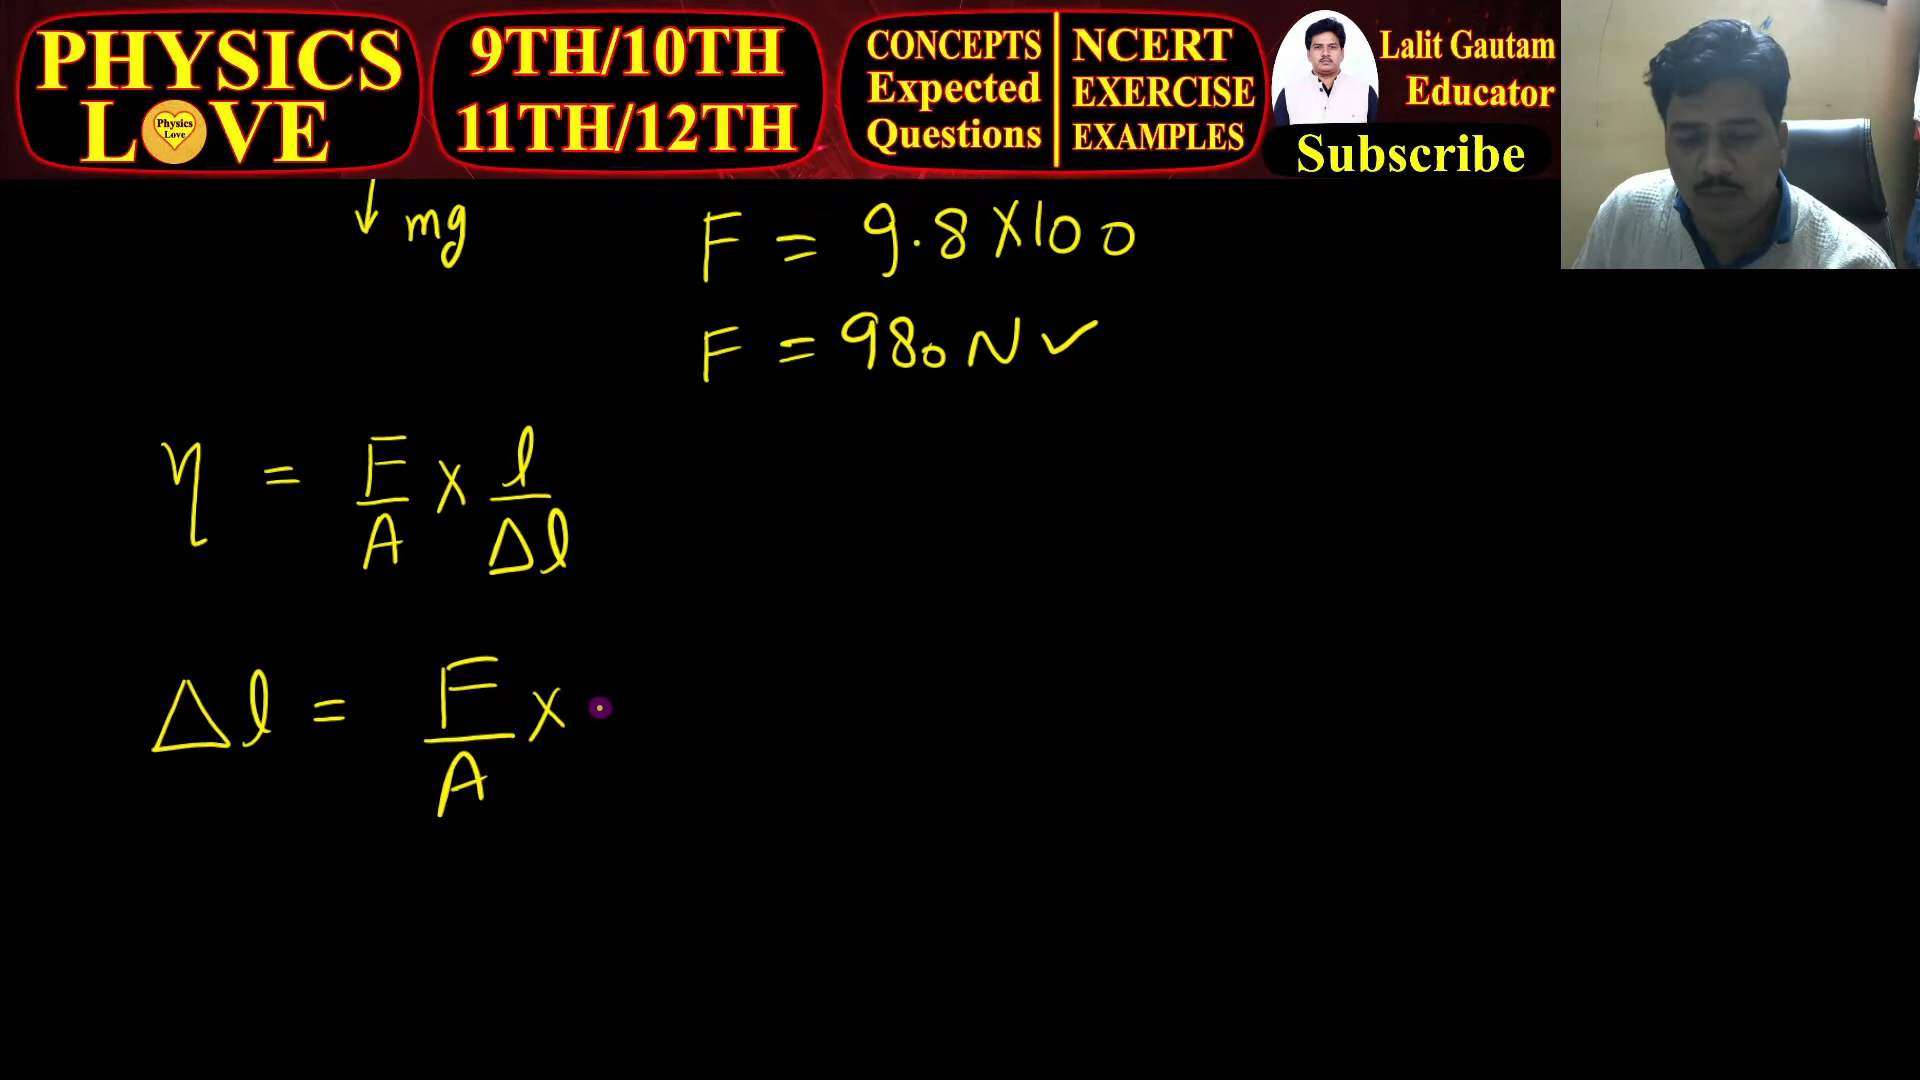 PHYSICS
LOVE
Physics
Love
9TH/10TH
11TH/12TH
CONCEPTS
Expected
Questions
NCERT
EXERCISE
EXAMPLES
Lalit Gautam
Educator
Subscribe
mg
F = 9.8 X 100
F = 980 N ✓
η = F/A × l/Δl
Δl = F/A ×